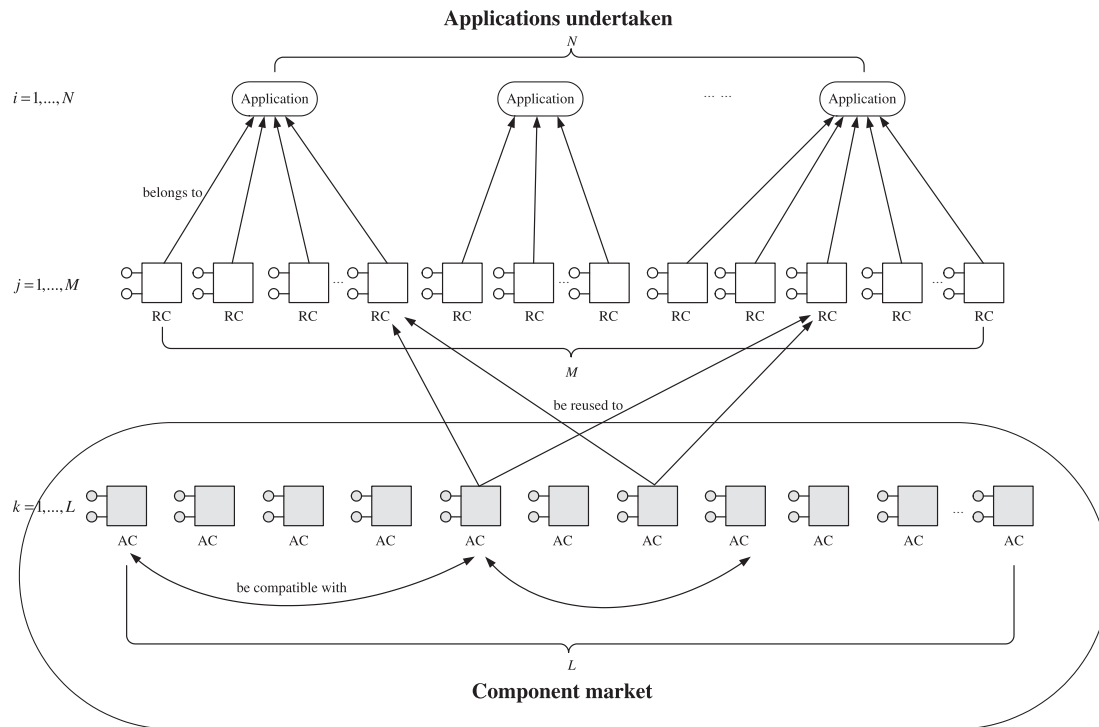 Applications undertaken
N
i = 1,..., N
Application Application ... ... Application
belongs to
j = 1,..., M
... ... ...
RC RC RC RC RC RC RC RC RC RC RC RC
M
be reused to
k = 1,..., L
...
AC AC AC AC AC AC AC AC AC AC AC
be compatible with
L
Component market